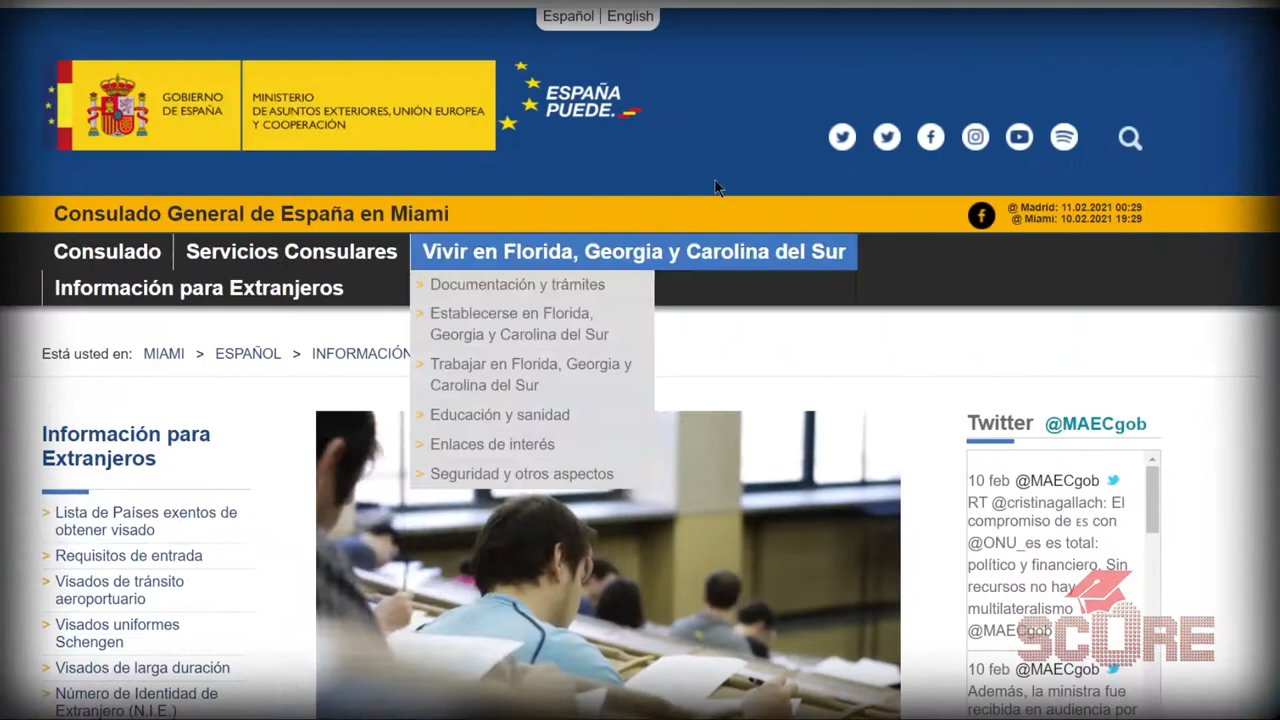 Español | English
GOBIERNO
DE ESPAÑA
MINISTERIO
DE ASUNTOS EXTERIORES, UNIÓN EUROPEA
Y COOPERACIÓN
ESPAÑA
PUEDE.
Consulado General de España en Miami
@ Madrid: 11.02.2021 00:29
@ Miami: 10.02.2021 19:29
Consulado
Servicios Consulares
Vivir en Florida, Georgia y Carolina del Sur
Información para Extranjeros
> Documentación y trámites
> Establecerse en Florida,
Georgia y Carolina del Sur
> Trabajar en Florida, Georgia y
Carolina del Sur
> Educación y sanidad
> Enlaces de interés
> Seguridad y otros aspectos
Está usted en: MIAMI > ESPAÑOL > INFORMACIÓN
Información para
Extranjeros
> Lista de Países exentos de
obtener visado
> Requisitos de entrada
> Visados de tránsito
aeroportuario
> Visados uniformes
Schengen
> Visados de larga duración
> Número de Identidad de
Extranjero (N.I.E.)
Twitter @MAECgob
10 feb @MAECgob
RT @cristinagallach: El
compromiso de ES con
@ONU_es es total:
político y financiero. Sin
recursos no hay
multilateralismo
@MAECgob
10 feb @MAECgob
Además, la ministra fue
recibida en audiencia por
SCURE